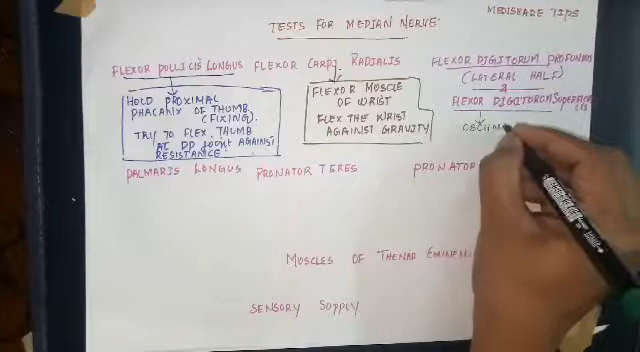 MEDISHADE TIPS
TESTS FOR MEDIAN NERVE
FLEXOR POLLICIS LONGUS
HOLD PROXIMAL
PHALANX OF THUMB.
(FIXING).
TRY TO FLEX THUMB
AT DP JOINT AGAINST
RESISTANCE.
FLEXOR CARPI RADIALIS
FLEXOR MUSCLE
OF WRIST
FLEX THE WRIST
AGAINST GRAVITY
FLEXOR DIGITORUM PROFUNDUS
(LATERAL HALF)
&
FLEXOR DIGITORUM SUPERFICIALIS
PALMARIS LONGUS
PRONATOR TERES
PRONATOR
MUSCLES OF THENAR
SENSORY SUPPLY